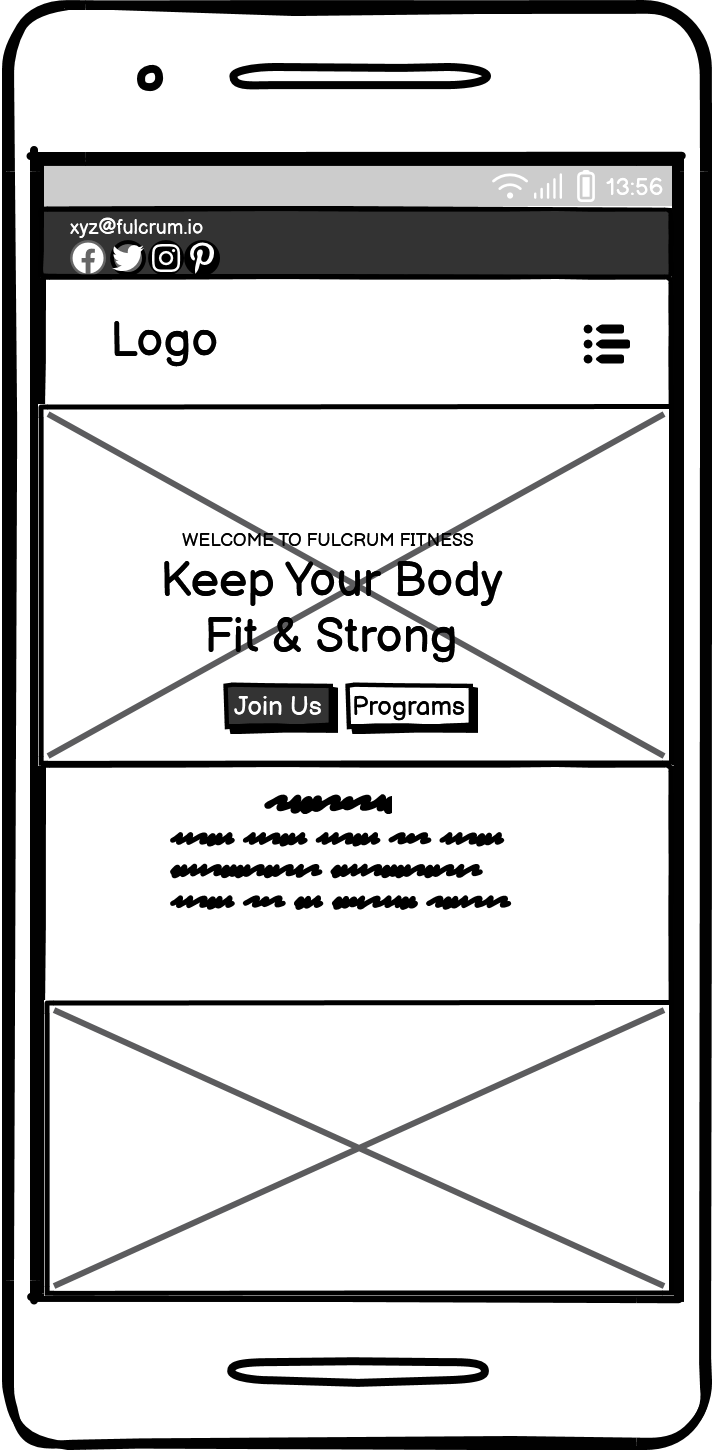 13:56
xyz@fulcrum.io
Logo
WELCOME TO FULCRUM FITNESS
Keep Your Body
Fit & Strong
Join Us Programs